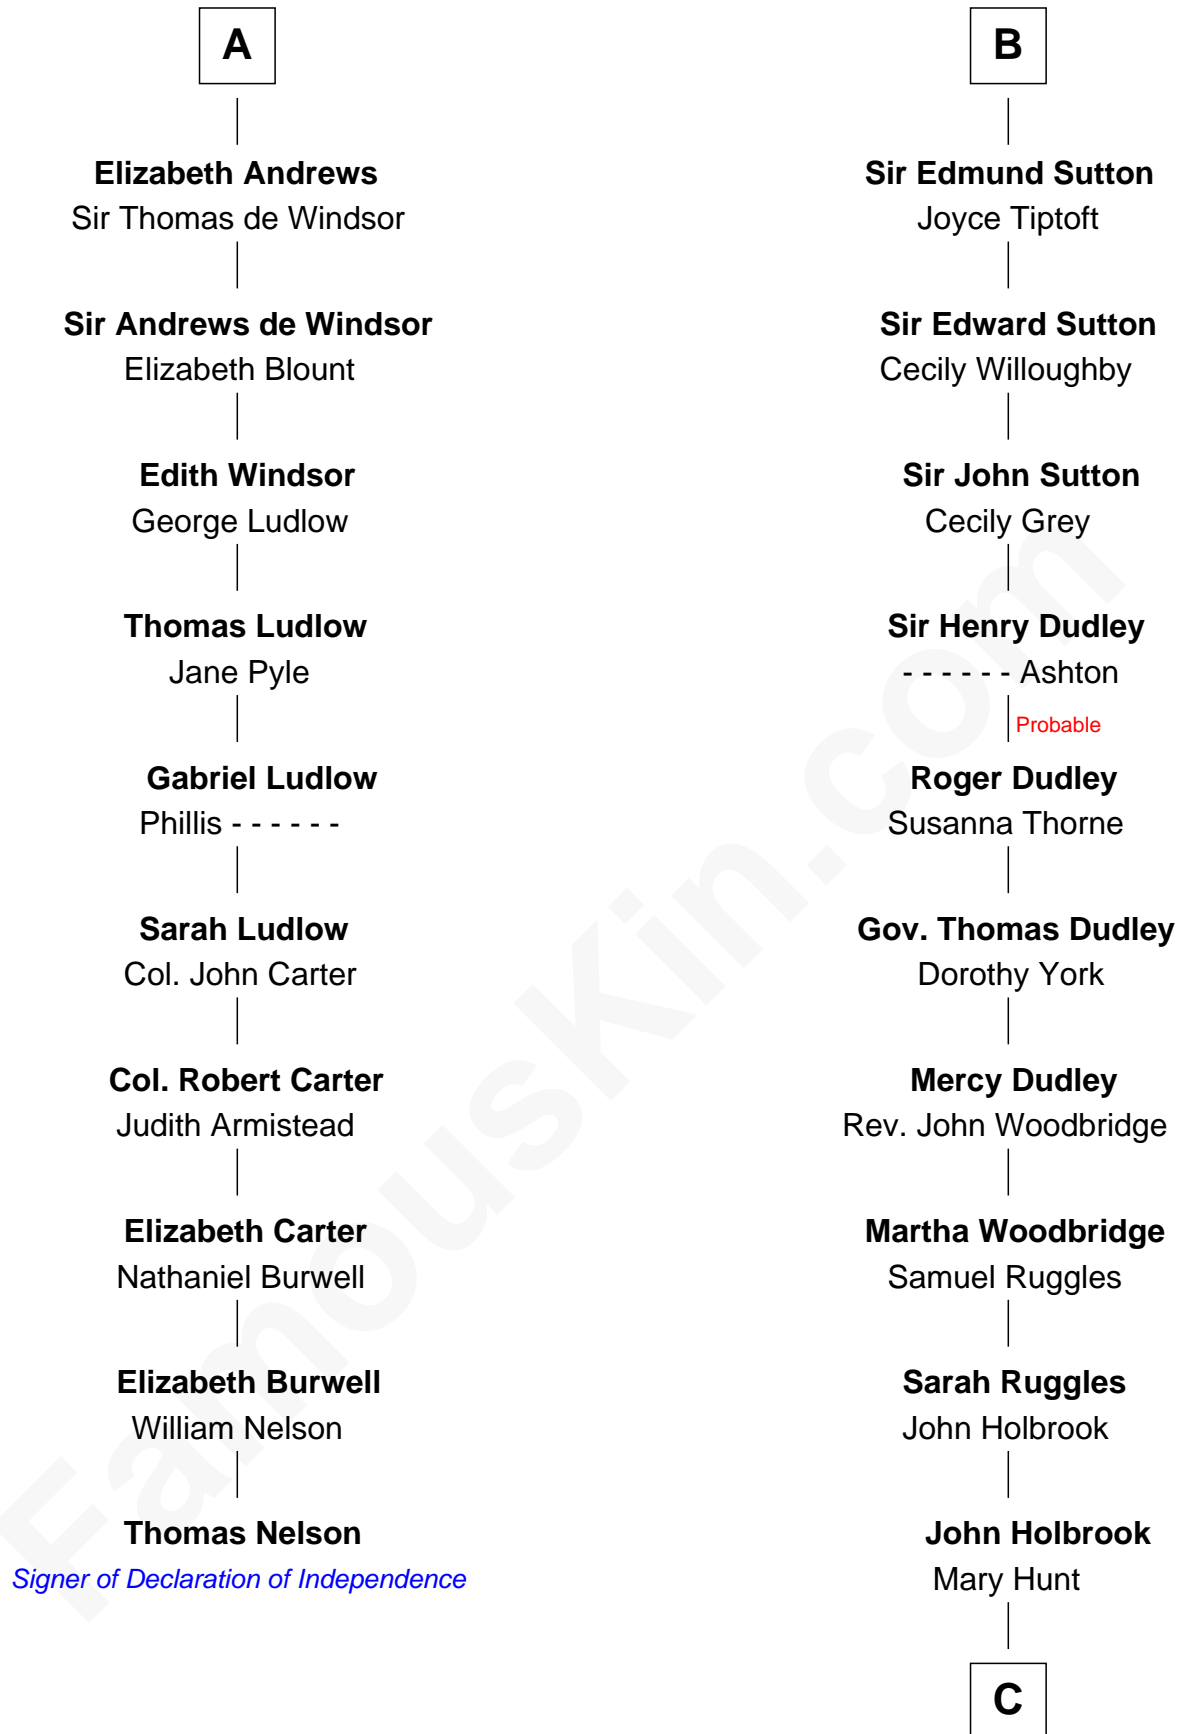 A
Elizabeth Andrews
Sir Thomas de Windsor
Sir Andrews de Windsor
Elizabeth Blount
Edith Windsor
George Ludlow
Thomas Ludlow
Jane Pyle
Gabriel Ludlow
Phillis - - - - - -
Sarah Ludlow
Col. John Carter
Col. Robert Carter
Judith Armistead
Elizabeth Carter
Nathaniel Burwell
Elizabeth Burwell
William Nelson
Thomas Nelson
Signer of Declaration of Independence
B
Sir Edmund Sutton
Joyce Tiptoft
Sir Edward Sutton
Cecily Willoughby
Sir John Sutton
Cecily Grey
Sir Henry Dudley
- - - - - - Ashton
Probable
Roger Dudley
Susanna Thorne
Gov. Thomas Dudley
Dorothy York
Mercy Dudley
Rev. John Woodbridge
Martha Woodbridge
Samuel Ruggles
Sarah Ruggles
John Holbrook
John Holbrook
Mary Hunt
C
FamousKin.com